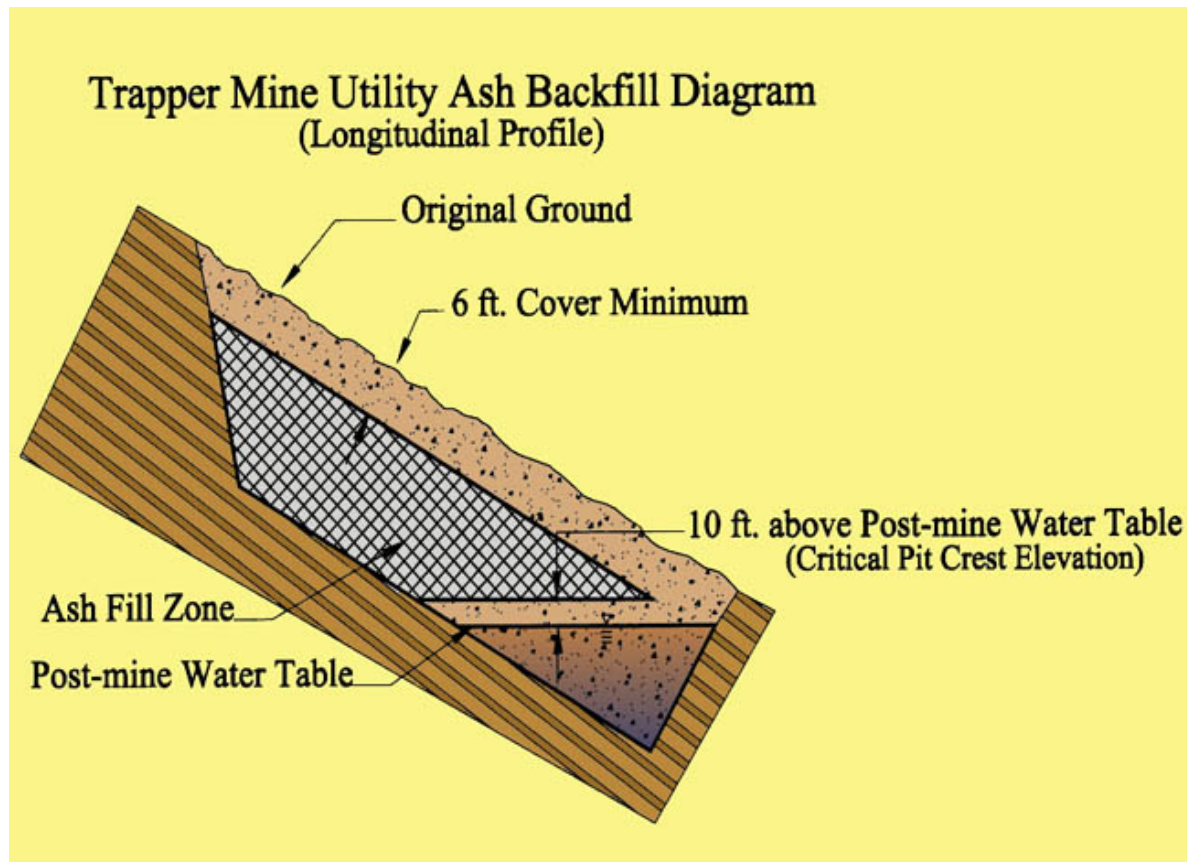 Trapper Mine Utility Ash Backfill Diagram
(Longitudinal Profile)
Original Ground
6 ft. Cover Minimum
10 ft. above Post-mine Water Table
(Critical Pit Crest Elevation)
Ash Fill Zone
Post-mine Water Table